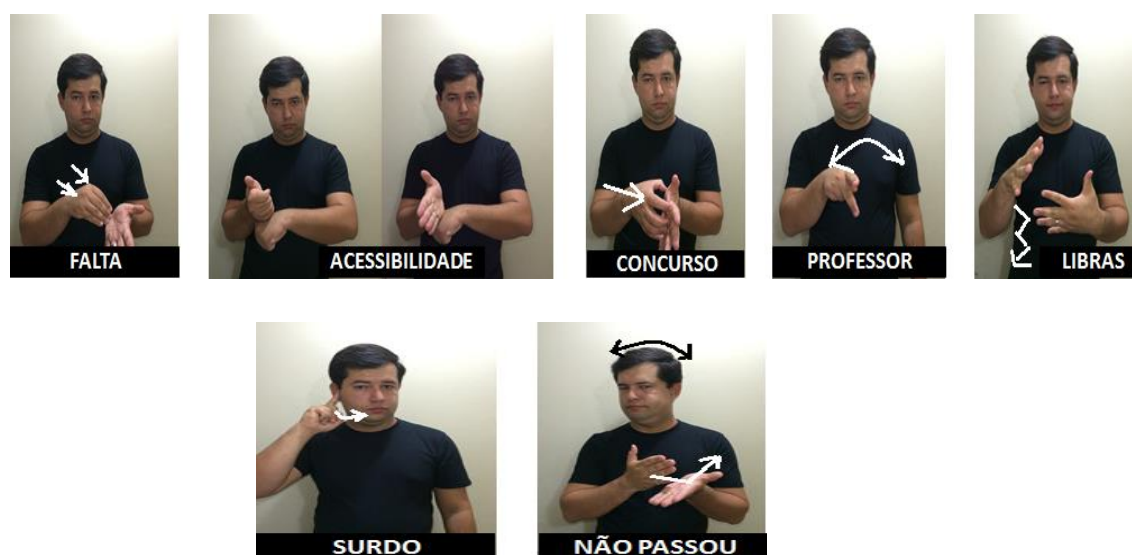 FALTA
ACESSIBILIDADE
CONCURSO
PROFESSOR
LIBRAS
SURDO
NÃO PASSOU